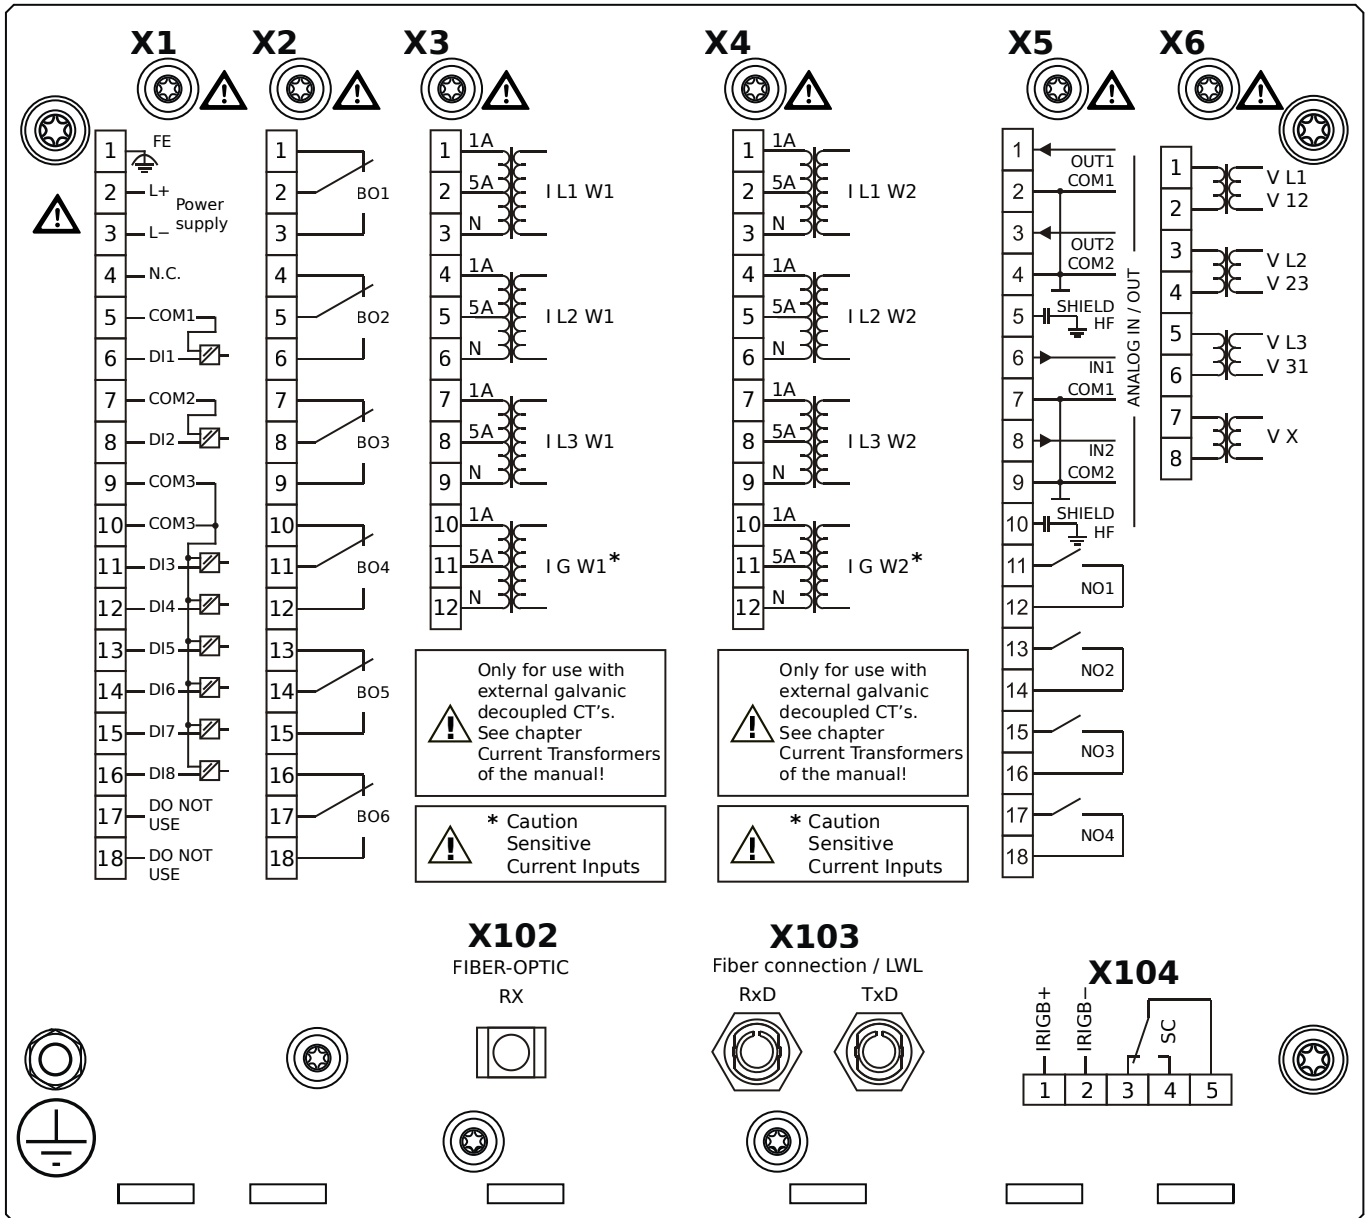 X1
X2
X3
X4
X5
X6
1 FE
2 L+
Power
supply
3 L−
4 N.C.
5 COM1
6 DI1
7 COM2
8 DI2
9 COM3
10 COM3
11 DI3
12 DI4
13 DI5
14 DI6
15 DI7
16 DI8
17 DO NOT
USE
18 DO NOT
USE
1
2 BO1
3
4
5 BO2
6
7
8 BO3
9
10
11 BO4
12
13
14 BO5
15
16
17 BO6
18
1 1A
2 5A I L1 W1
3 N
4 1A
5 5A I L2 W1
6 N
7 1A
8 5A I L3 W1
9 N
10 1A
11 5A I G W1*
12 N
Only for use with
external galvanic
decoupled CT's.
See chapter
Current Transformers
of the manual!
* Caution
Sensitive
Current Inputs
1 1A
2 5A I L1 W2
3 N
4 1A
5 5A I L2 W2
6 N
7 1A
8 5A I L3 W2
9 N
10 1A
11 5A I G W2*
12 N
Only for use with
external galvanic
decoupled CT's.
See chapter
Current Transformers
of the manual!
* Caution
Sensitive
Current Inputs
1
OUT1
2 COM1
3
OUT2
4 COM2
5 SHIELD
HF
6
IN1
7 COM1
8
IN2
9 COM2
10 SHIELD
HF
ANALOG IN / OUT
11
NO1
12
13
NO2
14
15
NO3
16
17
NO4
18
1 V L1
2 V 12
3 V L2
4 V 23
5 V L3
6 V 31
7
V X
8
X102
FIBER-OPTIC
RX
X103
Fiber connection / LWL
RxD TxD
X104
IRIGB+
IRIGB−
SC
1 2 3 4 5